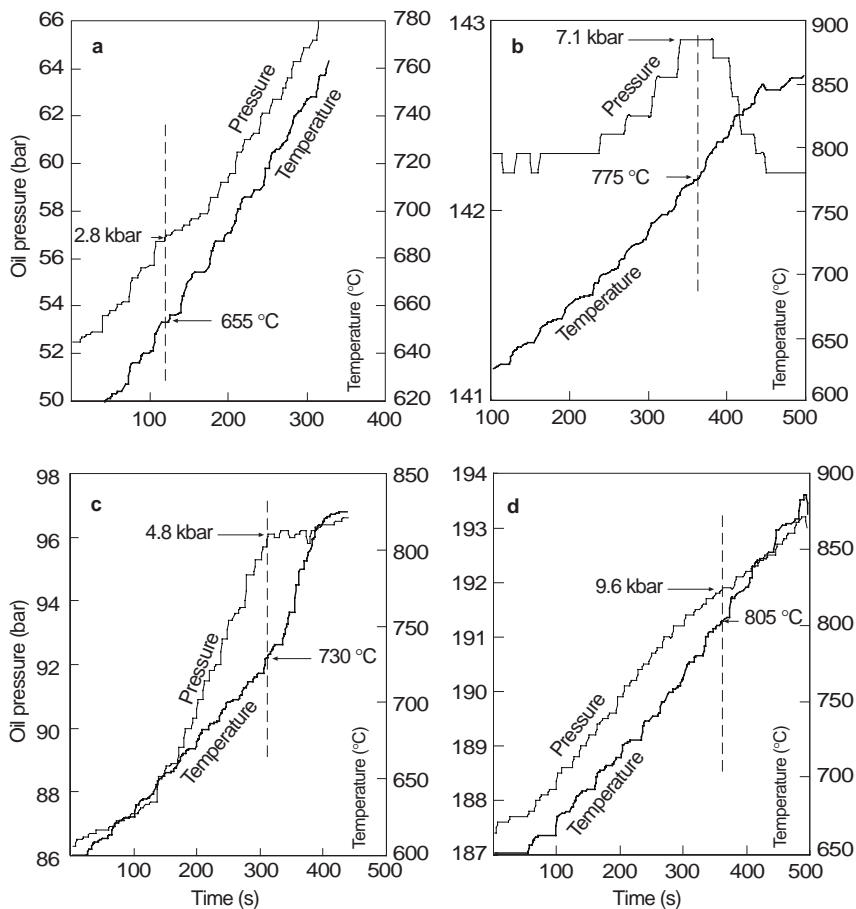 a
66
64
62
60
58
56
54
52
50
Oil pressure (bar)
780
760
740
720
700
680
660
640
620
Temperature (°C)
Pressure
Temperature
2.8 kbar
655 °C
100
200
300
400
b
143
142
141
900
850
800
750
700
650
600
Temperature (°C)
7.1 kbar
Pressure
775 °C
Temperature
100
200
300
400
500
c
98
96
94
92
90
88
86
Oil pressure (bar)
850
800
750
700
650
600
Temperature (°C)
4.8 kbar
Pressure
730 °C
Temperature
100
200
300
400
500
Time (s)
d
194
193
192
191
190
189
188
187
900
850
800
750
700
650
Temperature (°C)
9.6 kbar
805 °C
Pressure
Temperature
100
200
300
400
500
Time (s)